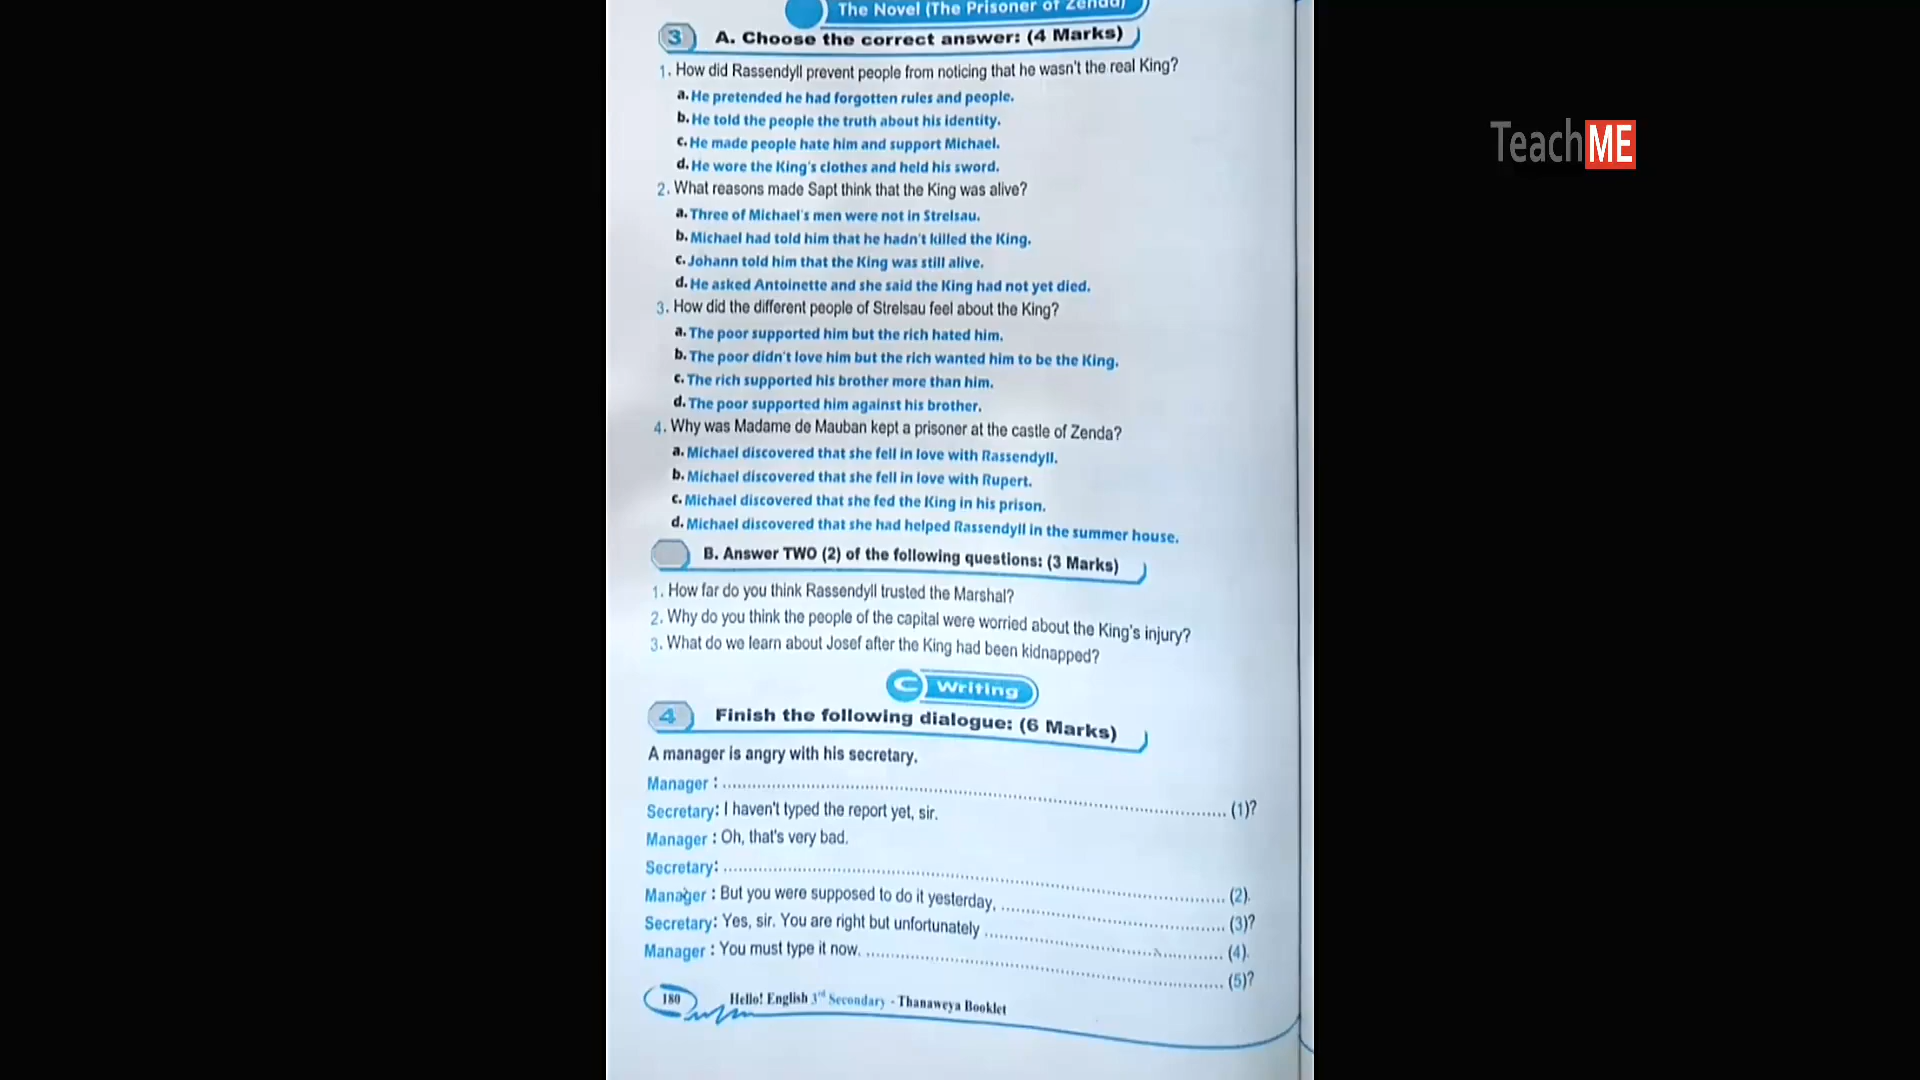 The Novel (The Prisoner of Zenda)
3 A. Choose the correct answer: (4 Marks)
TeachME
1. How did Rassendyll prevent people from noticing that he wasn't the real King?
a. He pretended he had forgotten rules and people.
b. He told the people the truth about his identity.
c. He made people hate him and support Michael.
d. He wore the King's clothes and held his sword.
2. What reasons made Sapt think that the King was alive?
a. Three of Michael's men were not in Strelsau.
b. Michael had told him that he hadn't killed the King.
c. Johann told him that the King was still alive.
d. He asked Antoinette and she said the King had not yet died.
3. How did the different people of Strelsau feel about the King?
a. The poor supported him but the rich hated him.
b. The poor didn't love him but the rich wanted him to be the King.
c. The rich supported his brother more than him.
d. The poor supported him against his brother.
4. Why was Madame de Mauban kept a prisoner at the castle of Zenda?
a. Michael discovered that she fell in love with Rassendyll.
b. Michael discovered that she fell in love with Rupert.
c. Michael discovered that she fed the King in his prison.
d. Michael discovered that she had helped Rassendyll in the summer house.
B. Answer TWO (2) of the following questions: (3 Marks)
1. How far do you think Rassendyll trusted the Marshal?
2. Why do you think the people of the capital were worried about the King's injury?
3. What do we learn about Josef after the King had been kidnapped?
C Writing
4 Finish the following dialogue: (6 Marks)
A manager is angry with his secretary.
Manager : .................... (1)?
Secretary: I haven't typed the report yet, sir.
Manager : Oh, that's very bad.
Secretary: .................... (2).
Manager : But you were supposed to do it yesterday, .................... (3)?
Secretary: Yes, sir. You are right but unfortunately .................... (4).
Manager : You must type it now. .................... (5)?
180 Hello! English 3rd Secondary - Thanaweya Booklet